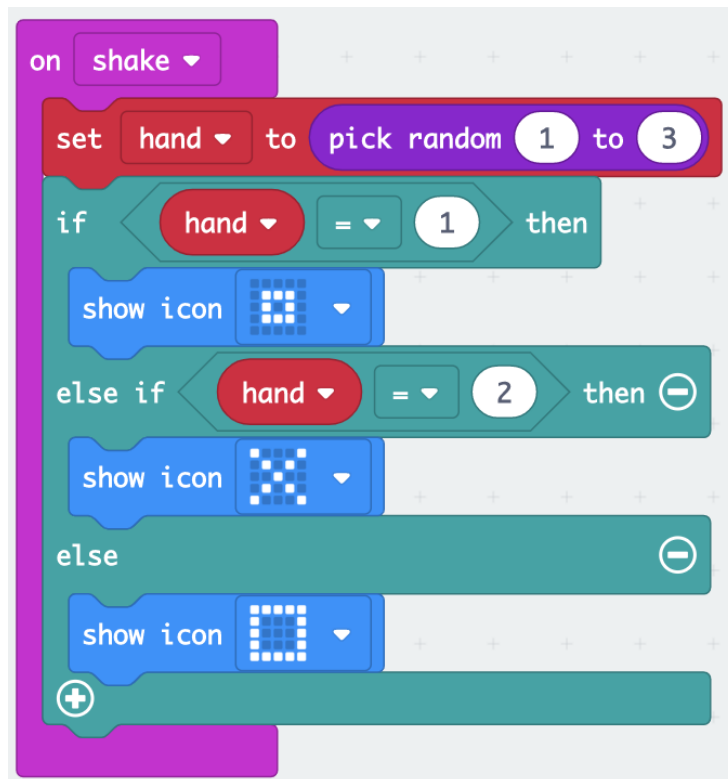 on shake
set hand to pick random 1 to 3
if hand = 1 then
show icon
else if hand = 2 then
show icon
else
show icon